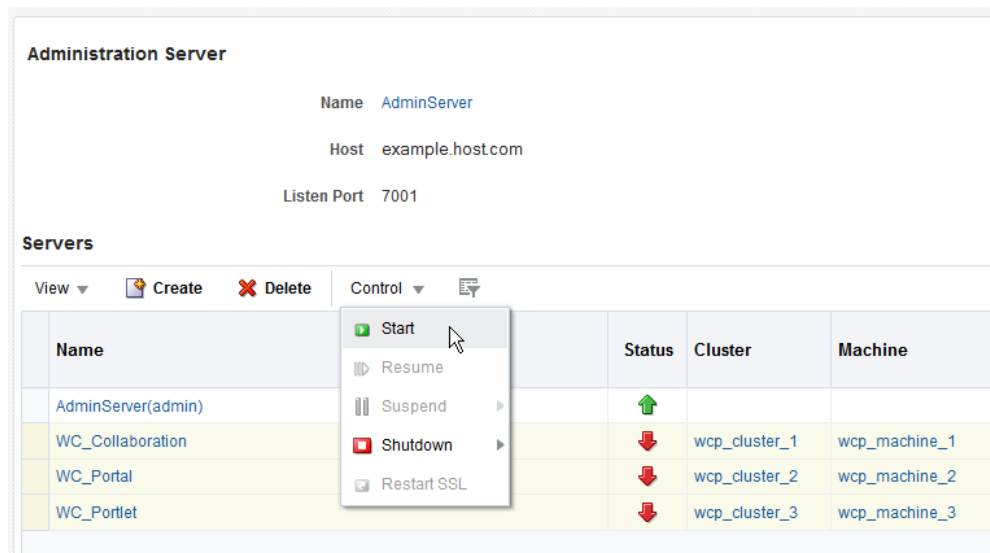 Administration Server
Name AdminServer
Host example.host.com
Listen Port 7001
Servers
View Create Delete Control
Start
Resume
Suspend
Shutdown
Restart SSL
Name Status Cluster Machine
AdminServer(admin)
WC_Collaboration wcp_cluster_1 wcp_machine_1
WC_Portal wcp_cluster_2 wcp_machine_2
WC_Portlet wcp_cluster_3 wcp_machine_3